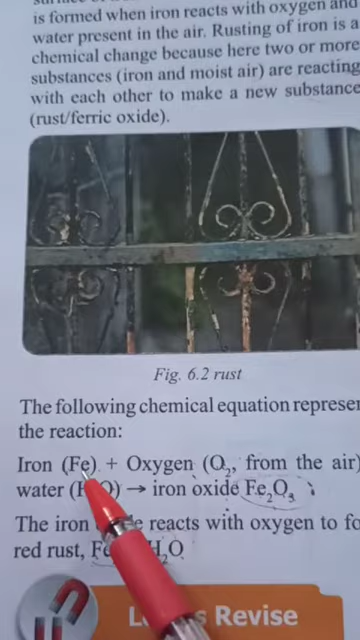 is formed when iron reacts with oxygen and
water present in the air. Rusting of iron is a
chemical change because here two or more
substances (iron and moist air) are reacting
with each other to make a new substance
(rust/ferric oxide).
Fig. 6.2 rust
The following chemical equation represe
the reaction:
Iron (Fe) + Oxygen (O₂, from the air)
water (H O) → iron oxide Fe₂O₃
The iron reacts with oxygen to fo
red rust, Fe H₂O
Revise